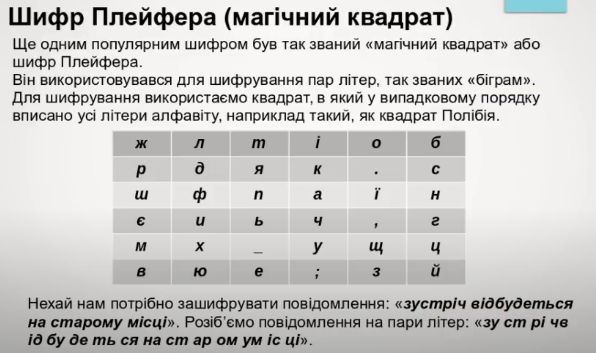 Шифр Плейфера (магічний квадрат)
Ще одним популярним шифром був так званий «магічний квадрат» або
шифр Плейфера.
Він використовувався для шифрування пар літер, так званих «біграм».
Для шифрування використаємо квадрат, в який у випадковому порядку
вписано усі літери алфавіту, наприклад такий, як квадрат Полібія.
ж л т і о б
р д я к . с
ш ф п а ї н
є и ь ч , г
м х _ у щ ц
в ю е ; з й
Нехай нам потрібно зашифрувати повідомлення: «зустріч відбудеться
на старому місці». Розіб’ємо повідомлення на пари літер: «зу ст рі чв
ід бу де ть ся на ст ар ом ум іс ці».